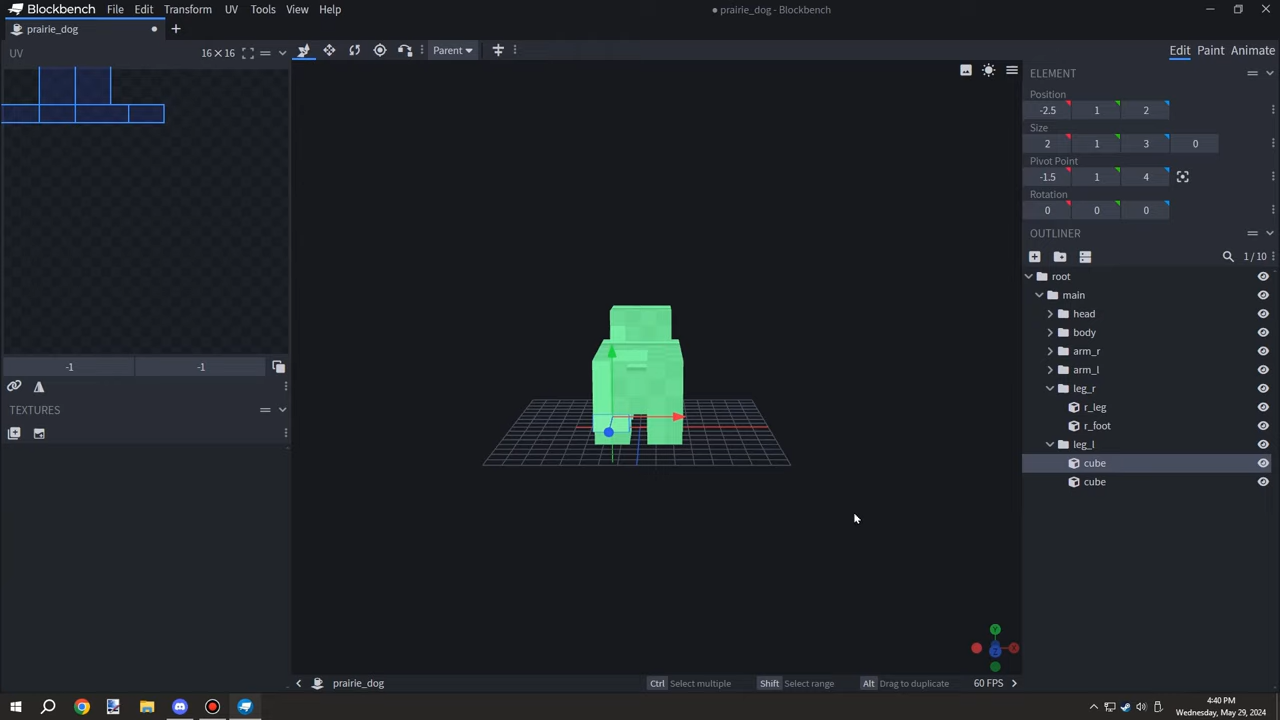 Blockbench File Edit Transform UV Tools View Help
• prairie_dog - Blockbench
prairie_dog
UV 16×16
Parent
Edit Paint Animate
ELEMENT
Position
-2.5 1 2
Size
2 1 3 0
Pivot Point
-1.5 1 4
Rotation
0 0 0
OUTLINER
1/10
root
main
head
body
arm_r
arm_l
leg_r
r_leg
r_foot
leg_l
cube
cube
-1 -1
TEXTURES
Y
X
Z
prairie_dog
Ctrl Select multiple Shift Select range Alt Drag to duplicate 60 FPS
4:40 PM
Wednesday, May 29, 2024